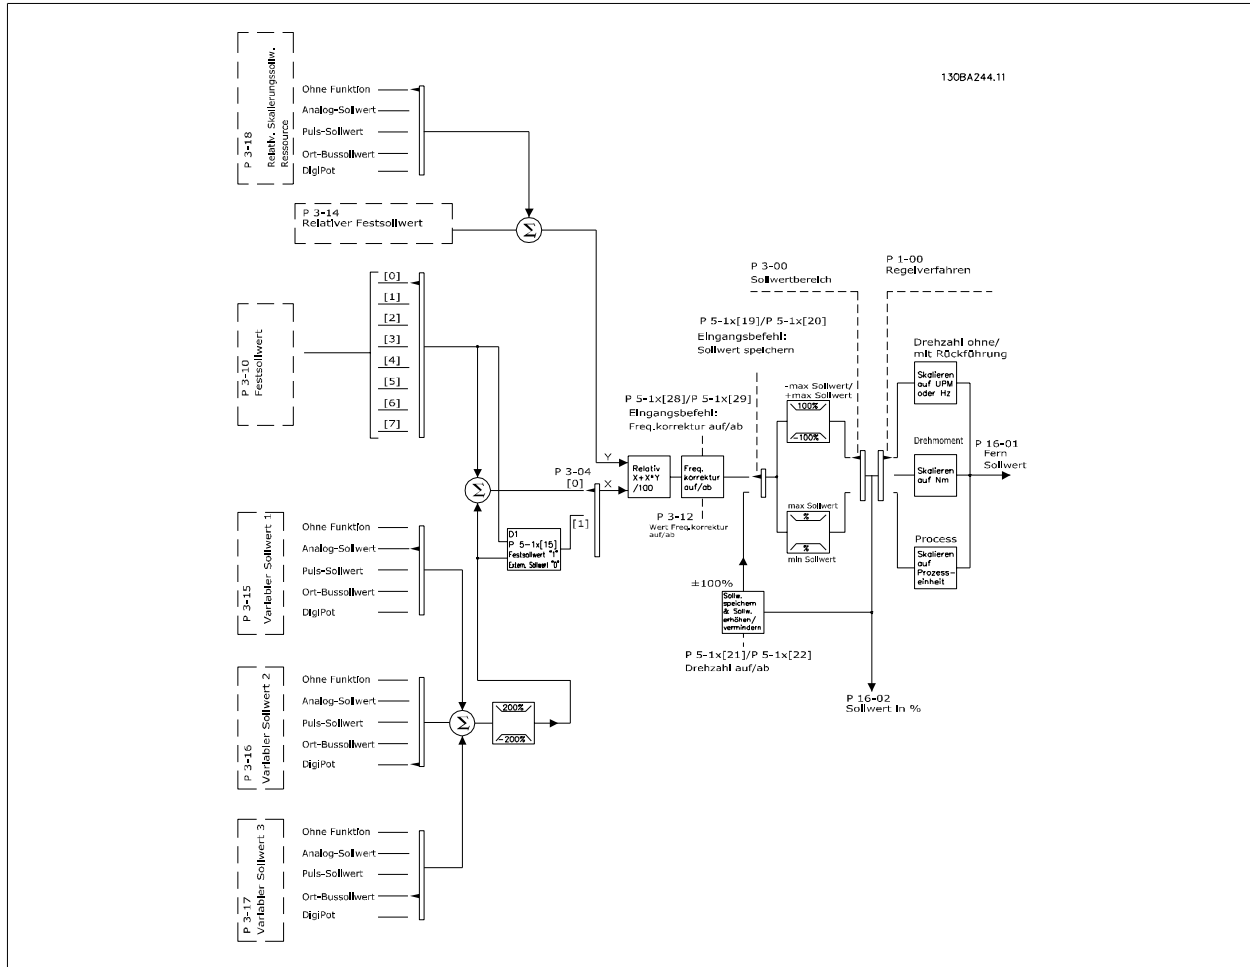 130BA244.11
P 3-18
Relativ. Skalierungssollw.
Ressource
Ohne Funktion
Analog-Sollwert
Puls-Sollwert
Ort-Bussollwert
DigiPot
P 3-14
Relativer Festsollwert
Σ
P 3-10
Festsollwert
[0]
[1]
[2]
[3]
[4]
[5]
[6]
[7]
Σ
P 3-04
[0]
[1]
D1
P 5-1x[15]
Festsollwert "1"
Extern. Sollwert "0"
Y
X
Relativ
X+X*Y
/100
P 5-1x[28]/P 5-1x[29]
Eingangsbefehl:
Freq.korrektur auf/ab
Freq.
korrektur
auf/ab
P 3-12
Wert Freq.korrektur
auf/ab
P 5-1x[19]/P 5-1x[20]
Eingangsbefehl:
Sollwert speichern
P 3-00
Sollwertbereich
P 1-00
Regelverfahren
-max Sollwert/
+max Sollwert
100%
-100%
max Sollwert
%
%
min Sollwert
Drehzahl ohne/
mit Rückführung
Skalieren
auf UPM
oder Hz
Drehmoment
Skalieren
auf Nm
Process
Skalieren
auf
Prozess-
einheit
P 16-01
Fern
Sollwert
±100%
Sollw.
speichern
& Sollw.
erhöhen/
vermindern
P 5-1x[21]/P 5-1x[22]
Drehzahl auf/ab
P 16-02
Sollwert in %
P 3-15
Variabler Sollwert 1
Ohne Funktion
Analog-Sollwert
Puls-Sollwert
Ort-Bussollwert
DigiPot
P 3-16
Variabler Sollwert 2
Ohne Funktion
Analog-Sollwert
Puls-Sollwert
Ort-Bussollwert
DigiPot
Σ
200%
-200%
P 3-17
Variabler Sollwert 3
Ohne Funktion
Analog-Sollwert
Puls-Sollwert
Ort-Bussollwert
DigiPot